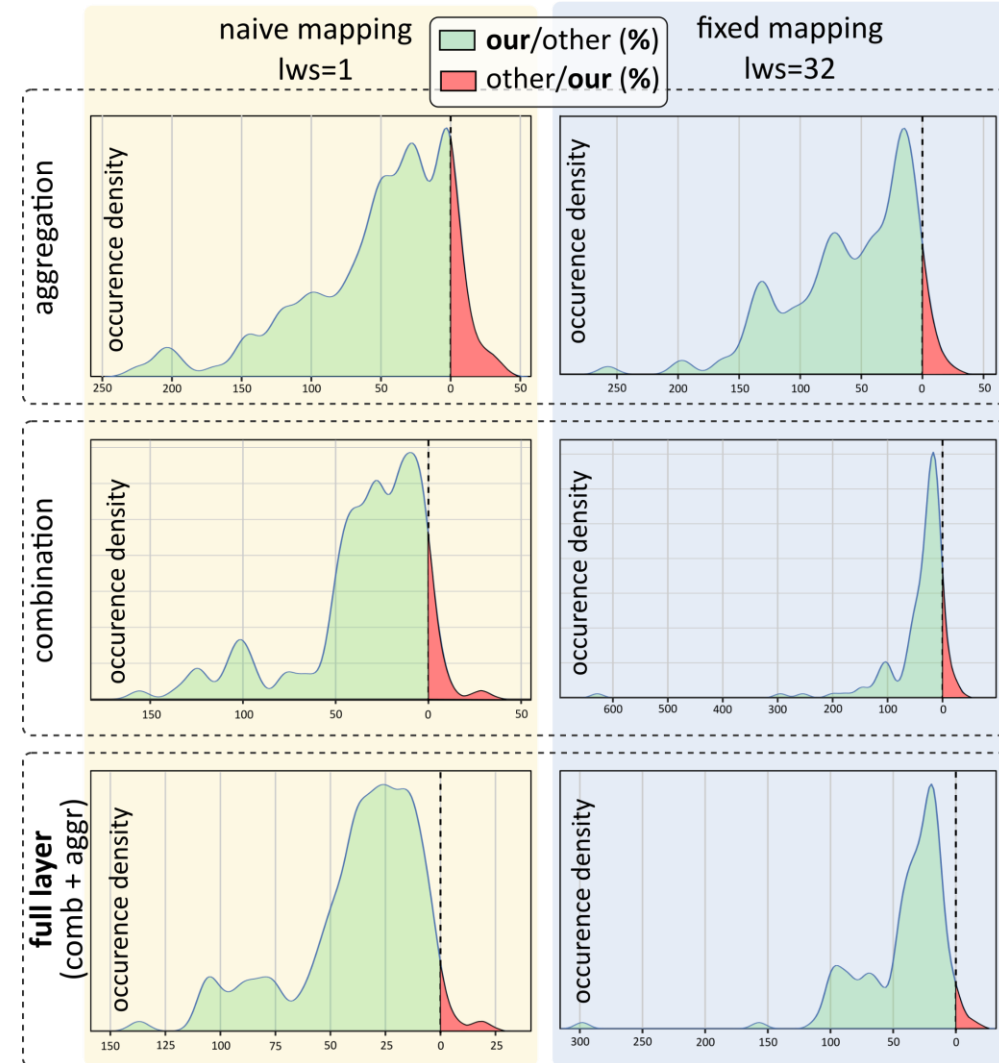 naive mapping
lws=1
our/other (%)
other/our (%)
fixed mapping
lws=32
aggregation
occurence density
250 200 150 100 50 0 50
occurence density
250 200 150 100 50 0 50
combination
occurence density
150 100 50 0 50
occurence density
600 500 400 300 200 100 0
full layer
(comb + aggr)
occurence density
150 125 100 75 50 25 0 25
occurence density
300 250 200 150 100 50 0